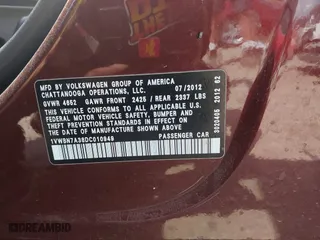 MFD. BY VOLKSWAGEN GROUP OF AMERICA
CHATTANOOGA OPERATIONS, LLC. 07/2012
GVWR 4662 GAWR FRONT 2425 / REAR 2337 LBS
THIS VEHICLE CONFORMS TO ALL APPLICABLE U.S.
FEDERAL MOTOR VEHICLE SAFETY, BUMPER, AND
THEFT PREVENTION STANDARDS IN EFFECT ON THE
DATE OF MANUFACTURE SHOWN ABOVE.
1VWBN7A36DC010949 PASSENGER CAR
3020405 2012 62